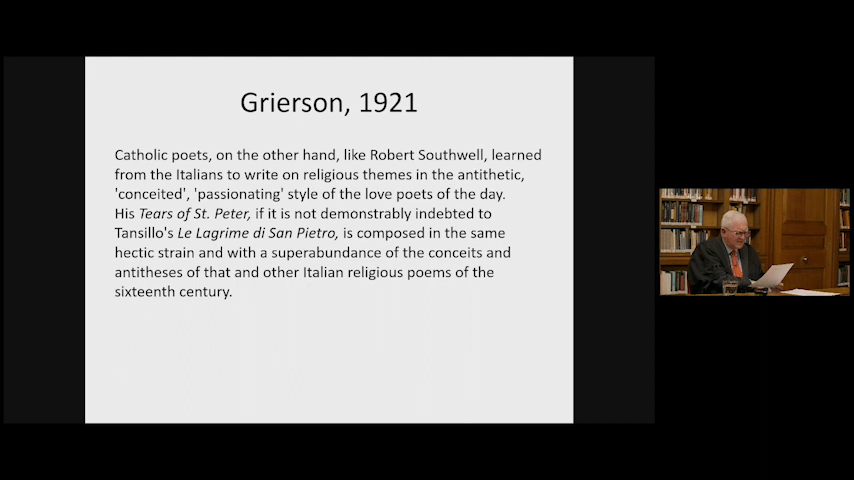 Grierson, 1921
Catholic poets, on the other hand, like Robert Southwell, learned
from the Italians to write on religious themes in the antithetic,
'conceited', 'passionating' style of the love poets of the day.
His Tears of St. Peter, if it is not demonstrably indebted to
Tansillo's Le Lagrime di San Pietro, is composed in the same
hectic strain and with a superabundance of the conceits and
antitheses of that and other Italian religious poems of the
sixteenth century.